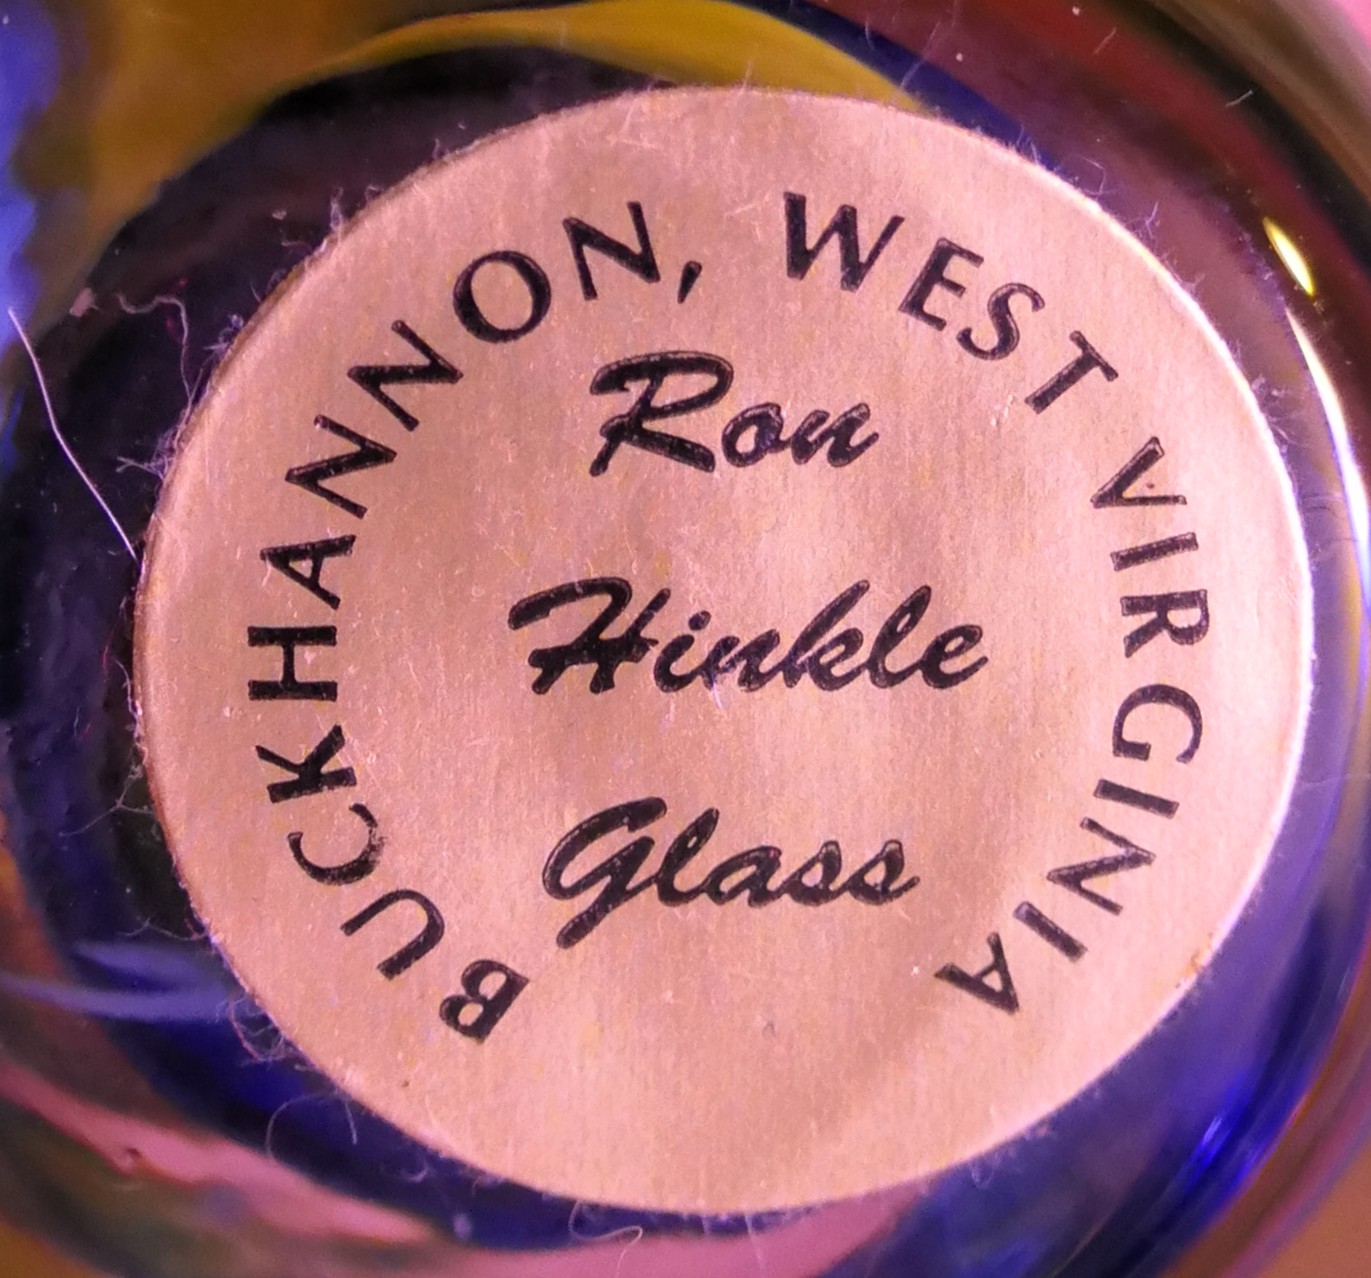 BUCKHANNON, WEST VIRGINIA
Ron
Hinkle
Glass